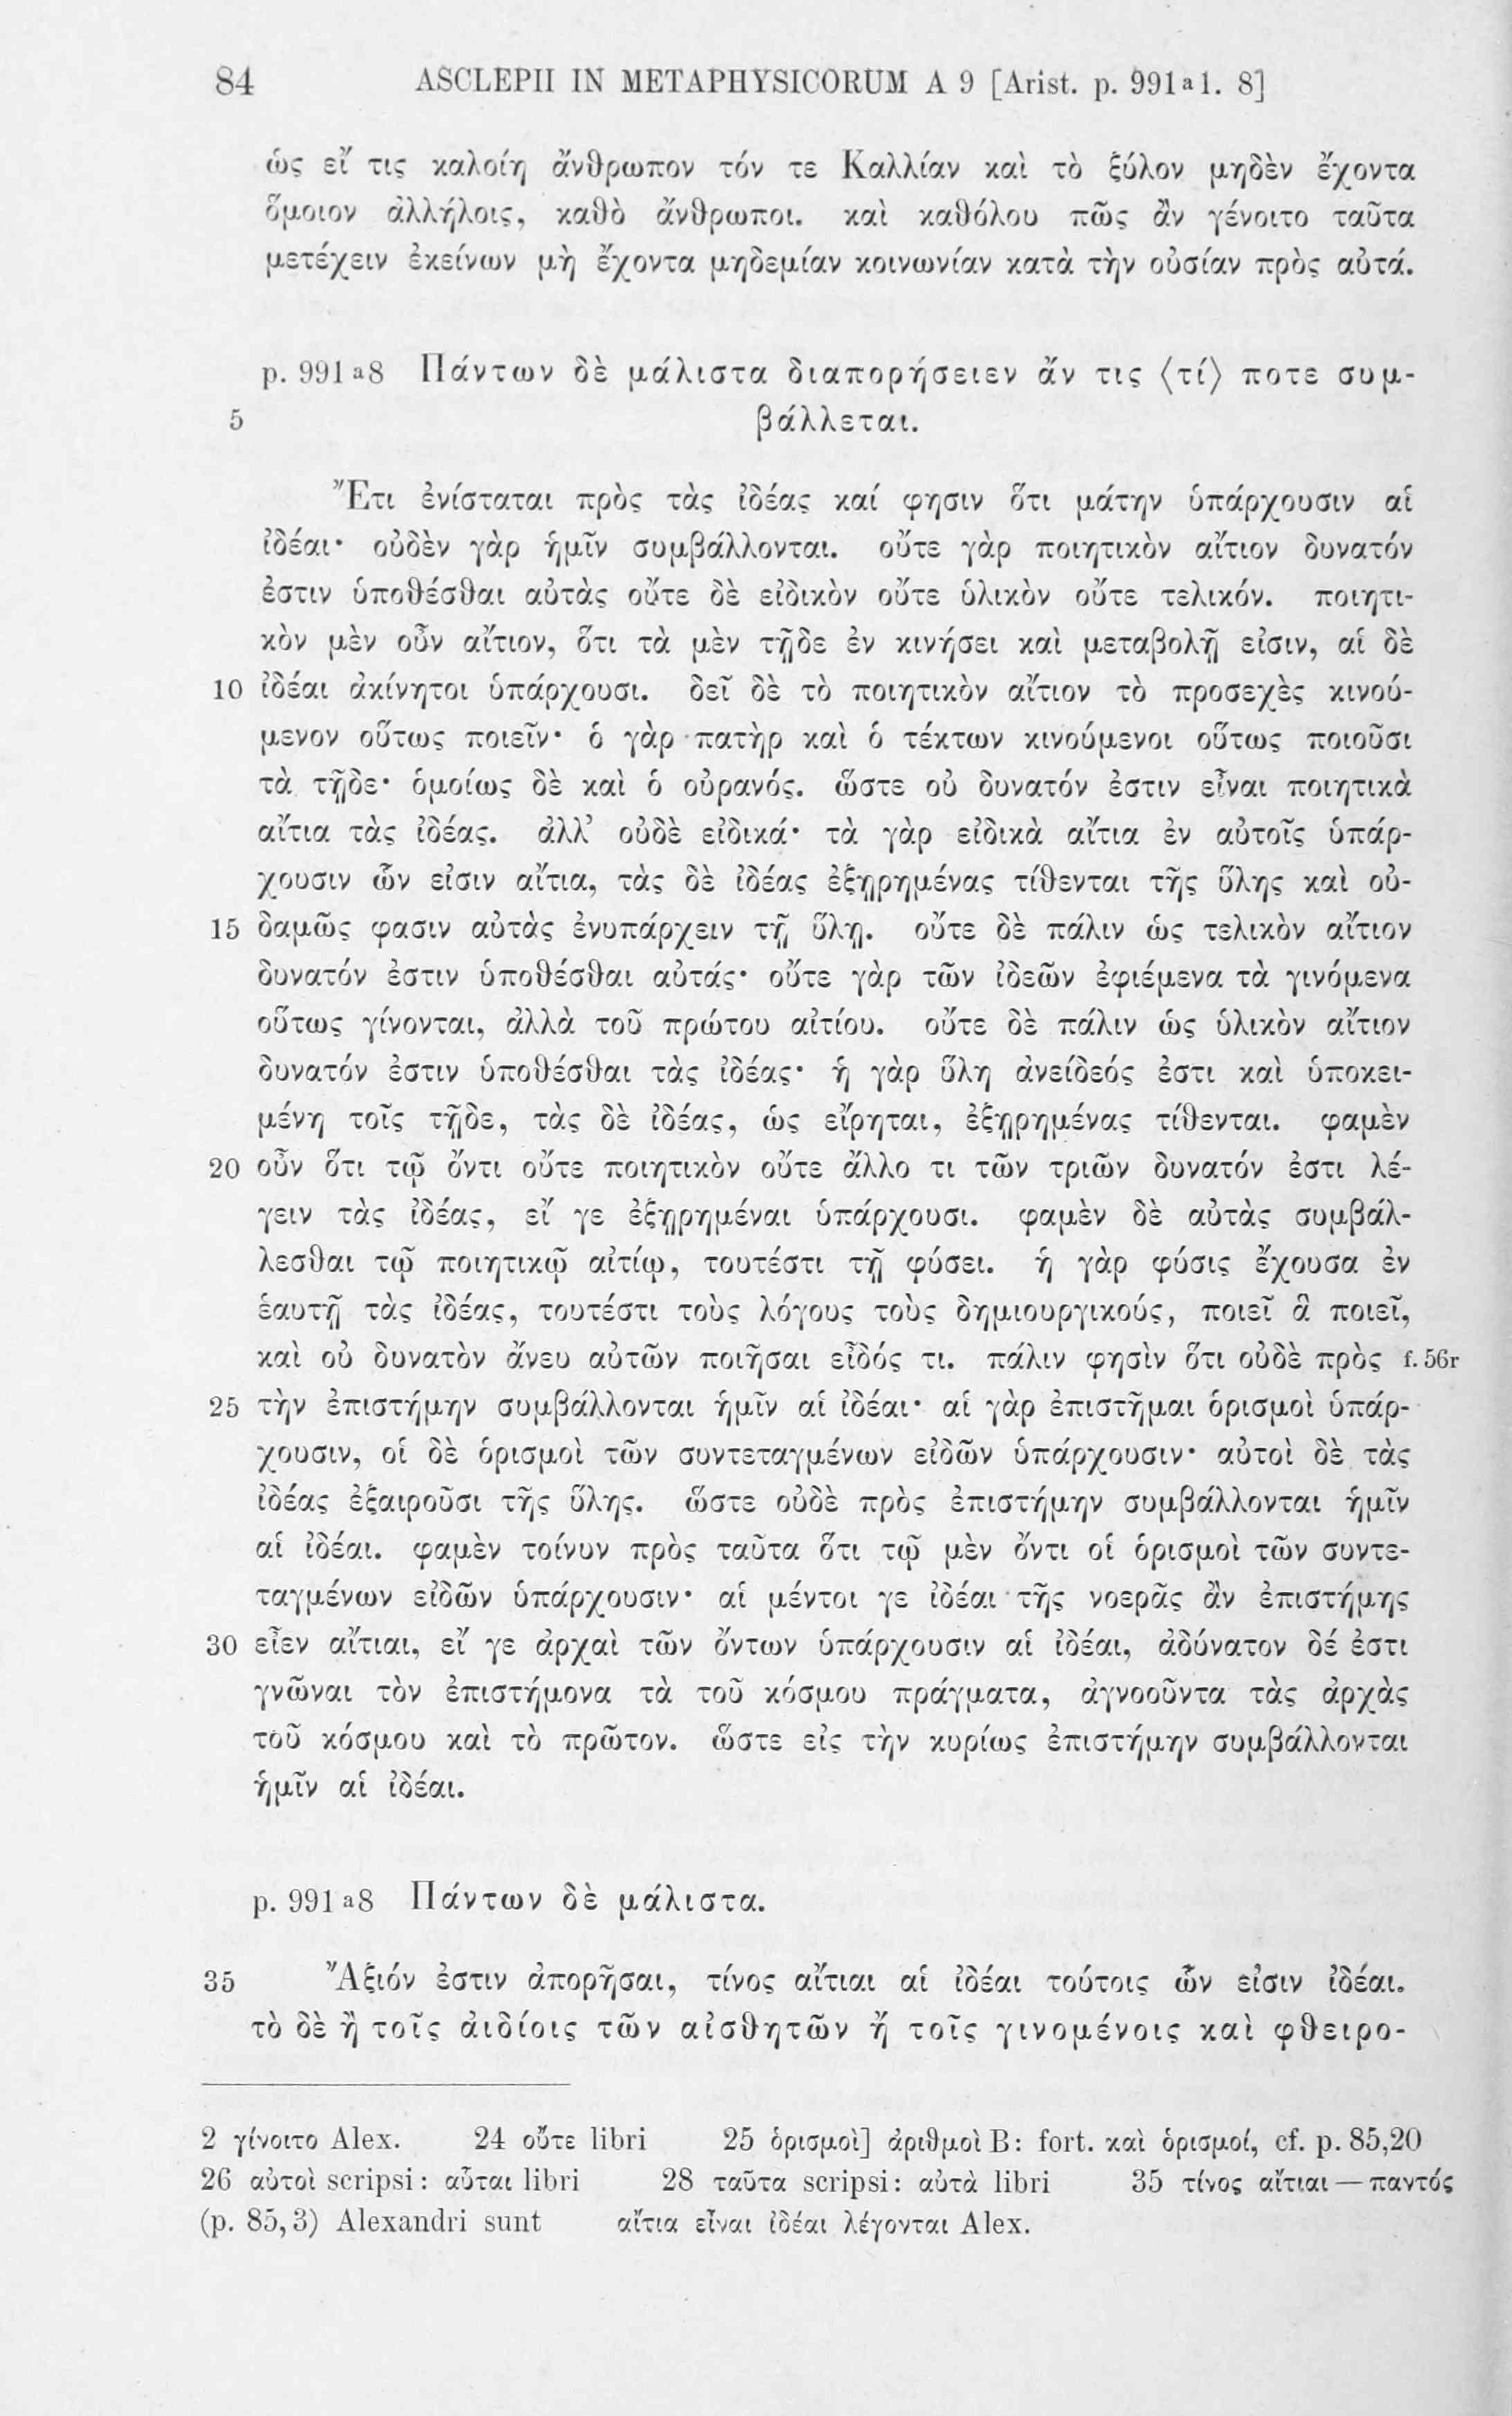 84 ASCLEPII IN METAPHYSICORUM A 9 [Arist. p. 991ᵃ1. 8]
ὡς εἴ τις καλοίη ἄνθρωπον τόν τε Καλλίαν καὶ τὸ ξύλον μηδὲν ἔχοντα
ὅμοιον ἀλλήλοις, καθὸ ἄνθρωποι. καὶ καθόλου πῶς ἂν γένοιτο ταῦτα
μετέχειν ἐκείνων μὴ ἔχοντα μηδεμίαν κοινωνίαν κατὰ τὴν οὐσίαν πρὸς αὐτά.
p. 991ᵃ8 Πάντων δὲ μάλιστα διαπορήσειεν ἄν τις ⟨τί⟩ ποτε συμ-
5 βάλλεται.
Ἔτι ἐνίσταται πρὸς τὰς ἰδέας καί φησιν ὅτι μάτην ὑπάρχουσιν αἱ
ἰδέαι· οὐδὲν γὰρ ἡμῖν συμβάλλονται. οὔτε γὰρ ποιητικὸν αἴτιον δυνατόν
ἐστιν ὑποθέσθαι αὐτὰς οὔτε δὲ εἰδικὸν οὔτε ὑλικὸν οὔτε τελικόν. ποιητι-
κὸν μὲν οὖν αἴτιον, ὅτι τὰ μὲν τῇδε ἐν κινήσει καὶ μεταβολῇ εἰσιν, αἱ δὲ
10 ἰδέαι ἀκίνητοι ὑπάρχουσι. δεῖ δὲ τὸ ποιητικὸν αἴτιον τὸ προσεχὲς κινού-
μενον οὕτως ποιεῖν· ὁ γὰρ πατὴρ καὶ ὁ τέκτων κινούμενοι οὕτως ποιοῦσι
τὰ τῇδε· ὁμοίως δὲ καὶ ὁ οὐρανός. ὥστε οὐ δυνατόν ἐστιν εἶναι ποιητικὰ
αἴτια τὰς ἰδέας. ἀλλ᾽ οὐδὲ εἰδικά· τὰ γὰρ εἰδικὰ αἴτια ἐν αὐτοῖς ὑπάρ-
χουσιν ὧν εἰσιν αἴτια, τὰς δὲ ἰδέας ἐξῃρημένας τίθενται τῆς ὕλης καὶ οὐ-
15 δαμῶς φασιν αὐτὰς ἐνυπάρχειν τῇ ὕλῃ. οὔτε δὲ πάλιν ὡς τελικὸν αἴτιον
δυνατόν ἐστιν ὑποθέσθαι αὐτάς· οὔτε γὰρ τῶν ἰδεῶν ἐφιέμενα τὰ γινόμενα
οὕτως γίνονται, ἀλλὰ τοῦ πρώτου αἰτίου. οὔτε δὲ πάλιν ὡς ὑλικὸν αἴτιον
δυνατόν ἐστιν ὑποθέσθαι τὰς ἰδέας· ἡ γὰρ ὕλη ἀνείδεός ἐστι καὶ ὑποκει-
μένη τοῖς τῇδε, τὰς δὲ ἰδέας, ὡς εἴρηται, ἐξῃρημένας τίθενται. φαμὲν
20 οὖν ὅτι τῷ ὄντι οὔτε ποιητικὸν οὔτε ἄλλο τι τῶν τριῶν δυνατόν ἐστι λέ-
γειν τὰς ἰδέας, εἴ γε ἐξῃρημέναι ὑπάρχουσι. φαμὲν δὲ αὐτὰς συμβάλ-
λεσθαι τῷ ποιητικῷ αἰτίῳ, τουτέστι τῇ φύσει. ἡ γὰρ φύσις ἔχουσα ἐν
ἑαυτῇ τὰς ἰδέας, τουτέστι τοὺς λόγους τοὺς δημιουργικούς, ποιεῖ ἃ ποιεῖ,
καὶ οὐ δυνατὸν ἄνευ αὐτῶν ποιῆσαι εἶδός τι. πάλιν φησὶν ὅτι οὐδὲ πρὸς f. 56r
25 τὴν ἐπιστήμην συμβάλλονται ἡμῖν αἱ ἰδέαι· αἱ γὰρ ἐπιστῆμαι ὁρισμοὶ ὑπάρ-
χουσιν, οἱ δὲ ὁρισμοὶ τῶν συντεταγμένων εἰδῶν ὑπάρχουσιν· αὐτοὶ δὲ τὰς
ἰδέας ἐξαιροῦσι τῆς ὕλης. ὥστε οὐδὲ πρὸς ἐπιστήμην συμβάλλονται ἡμῖν
αἱ ἰδέαι. φαμὲν τοίνυν πρὸς ταῦτα ὅτι τῷ μὲν ὄντι οἱ ὁρισμοὶ τῶν συντε-
ταγμένων εἰδῶν ὑπάρχουσιν· αἱ μέντοι γε ἰδέαι τῆς νοερᾶς ἂν ἐπιστήμης
30 εἶεν αἴτιαι, εἴ γε ἀρχαὶ τῶν ὄντων ὑπάρχουσιν αἱ ἰδέαι, ἀδύνατον δέ ἐστι
γνῶναι τὸν ἐπιστήμονα τὰ τοῦ κόσμου πράγματα, ἀγνοοῦντα τὰς ἀρχὰς
τοῦ κόσμου καὶ τὸ πρῶτον. ὥστε εἰς τὴν κυρίως ἐπιστήμην συμβάλλονται
ἡμῖν αἱ ἰδέαι.
p. 991ᵃ8 Πάντων δὲ μάλιστα.
35 Ἄξιόν ἐστιν ἀπορῆσαι, τίνος αἴτιαι αἱ ἰδέαι τούτοις ὧν εἰσιν ἰδέαι.
τὸ δὲ ἢ τοῖς ἀιδίοις τῶν αἰσθητῶν ἢ τοῖς γινομένοις καὶ φθειρο-
2 γίνοιτο Alex. 24 οὔτε libri 25 ὁρισμοὶ] ἀριθμοὶ B: fort. καὶ ὁρισμοί, cf. p. 85,20
26 αὐτοὶ scripsi: αὗται libri 28 ταῦτα scripsi: αὐτὰ libri 35 τίνος αἴτιαι — παντός
(p. 85,3) Alexandri sunt αἴτια εἶναι ἰδέαι λέγονται Alex.